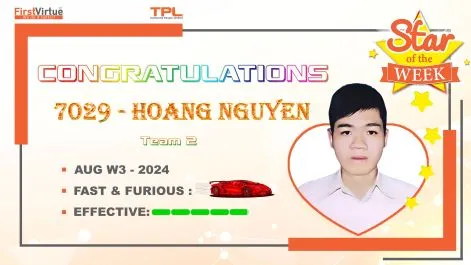 FirstVirtue
TPL
Star
of the
WEEK
CONGRATULATIONS
7029 - HOANG NGUYEN
Team 2
AUG W3 - 2024
FAST & FURIOUS :
EFFECTIVE: